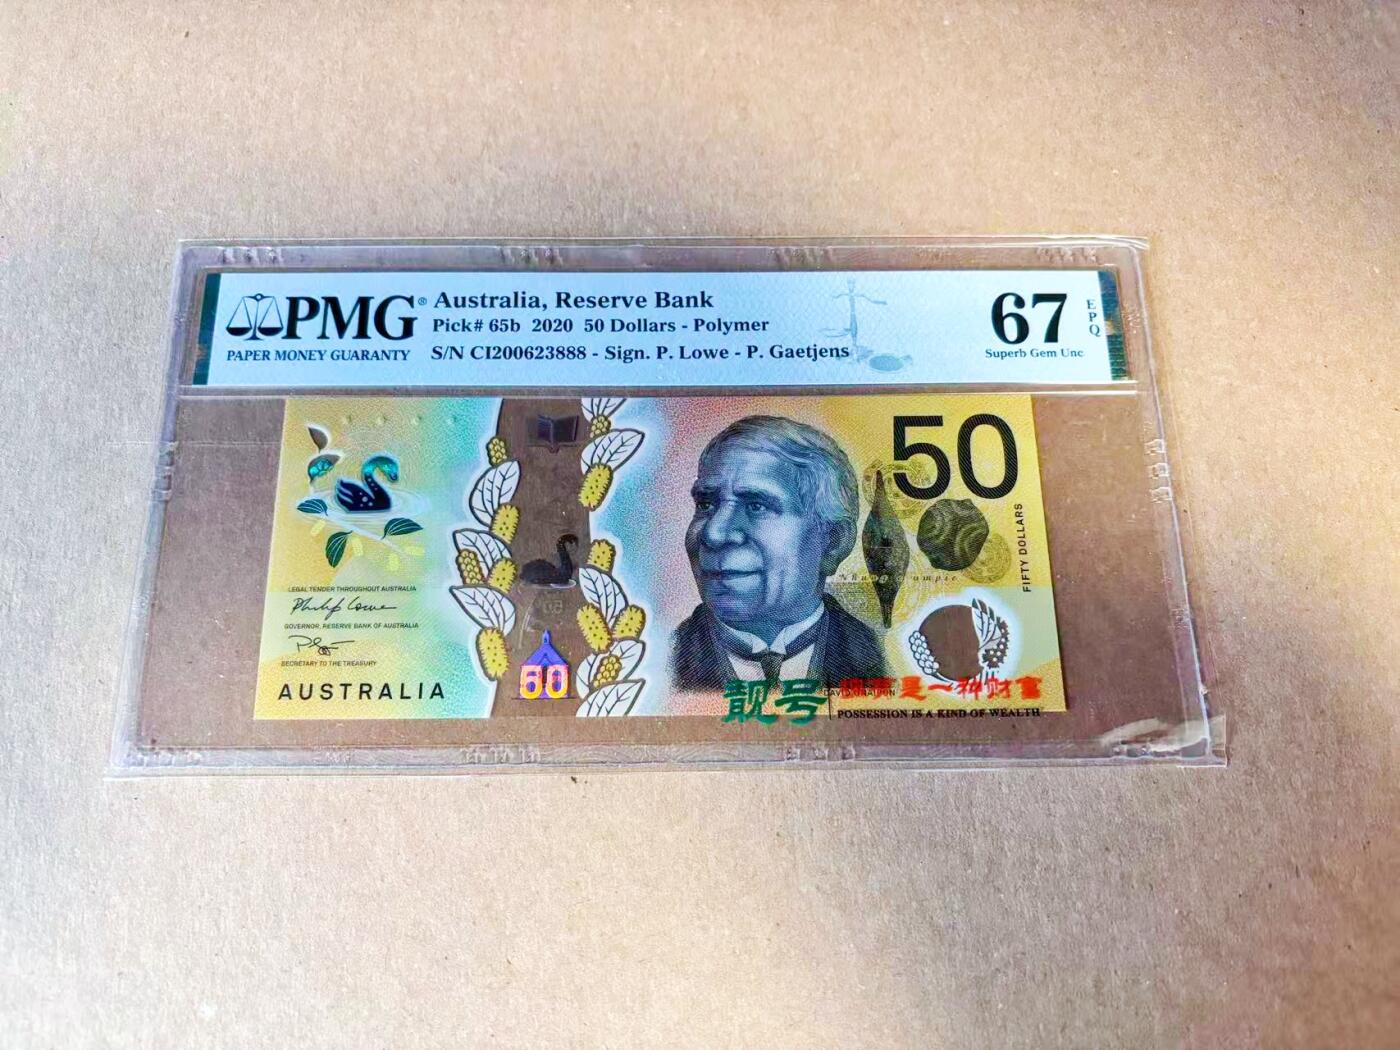 PMG® Australia, Reserve Bank
PAPER MONEY GUARANTY
Pick# 65b 2020 50 Dollars - Polymer
S/N CI200623888 - Sign. P. Lowe - P. Gaetjens
67
EPQ
Superb Gem Unc
50
FIFTY DOLLARS
LEGAL TENDER THROUGHOUT AUSTRALIA
GOVERNOR, RESERVE BANK OF AUSTRALIA
SECRETARY TO THE TREASURY
AUSTRALIA
50
DAVID UNAIPON
靓号
是一种财富
POSSESSION IS A KIND OF WEALTH